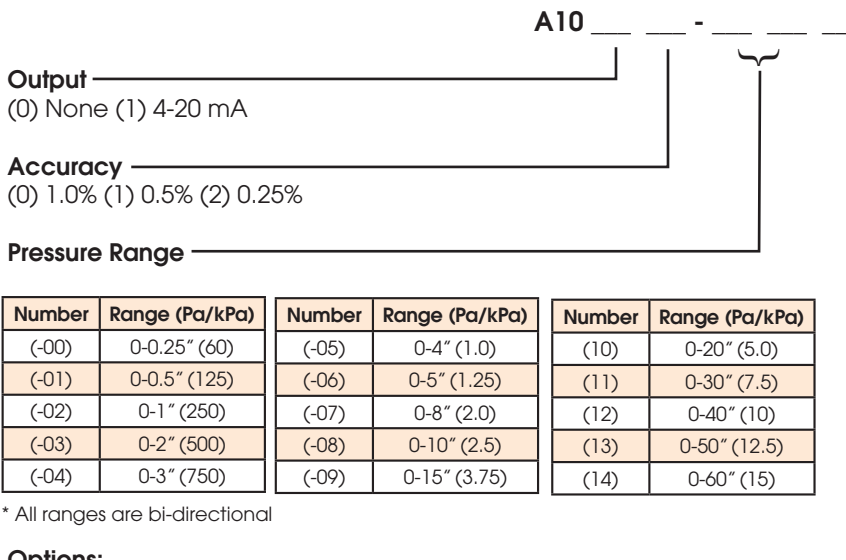 A10 ___ ___ - ___ ___ __
Output
(0) None (1) 4-20 mA
Accuracy
(0) 1.0% (1) 0.5% (2) 0.25%
Pressure Range
Number Range (Pa/kPa)
(-00) 0-0.25″ (60)
(-01) 0-0.5″ (125)
(-02) 0-1″ (250)
(-03) 0-2″ (500)
(-04) 0-3″ (750)
Number Range (Pa/kPa)
(-05) 0-4″ (1.0)
(-06) 0-5″ (1.25)
(-07) 0-8″ (2.0)
(-08) 0-10″ (2.5)
(-09) 0-15″ (3.75)
Number Range (Pa/kPa)
(10) 0-20″ (5.0)
(11) 0-30″ (7.5)
(12) 0-40″ (10)
(13) 0-50″ (12.5)
(14) 0-60″ (15)
* All ranges are bi-directional
Options: